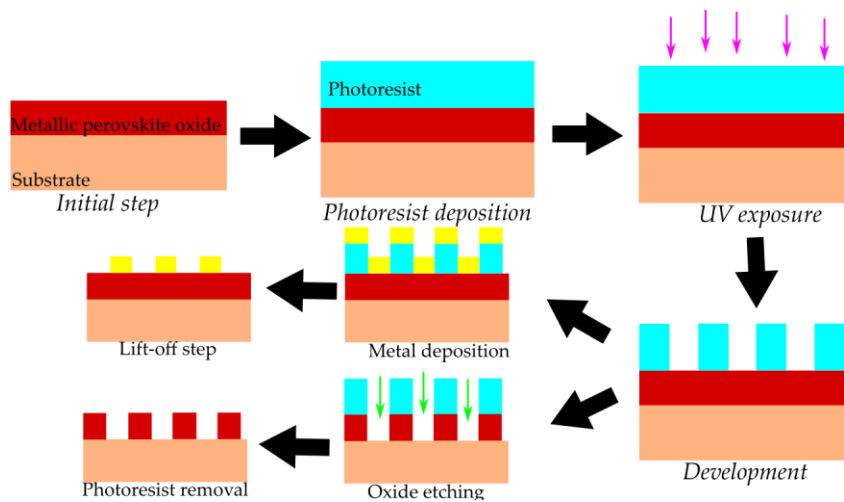 Photoresist
Metallic perovskite oxide
Substrate
Initial step
Photoresist deposition
UV exposure
Lift-off step
Metal deposition
Photoresist removal
Oxide etching
Development